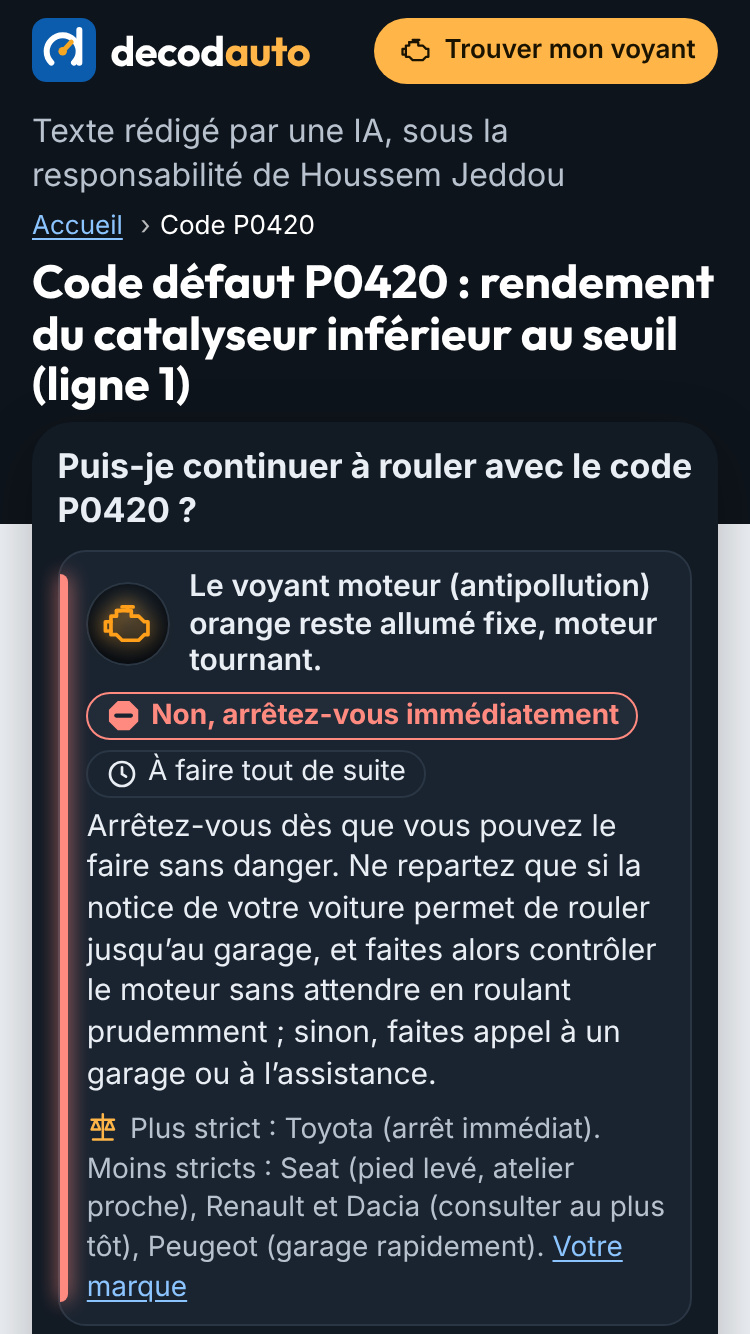 decodauto
Trouver mon voyant
Texte rédigé par une IA, sous la
responsabilité de Houssem Jeddou
Accueil › Code P0420
Code défaut P0420 : rendement
du catalyseur inférieur au seuil
(ligne 1)
Puis-je continuer à rouler avec le code
P0420 ?
Le voyant moteur (antipollution)
orange reste allumé fixe, moteur
tournant.
Non, arrêtez-vous immédiatement
À faire tout de suite
Arrêtez-vous dès que vous pouvez le
faire sans danger. Ne repartez que si la
notice de votre voiture permet de rouler
jusqu’au garage, et faites alors contrôler
le moteur sans attendre en roulant
prudemment ; sinon, faites appel à un
garage ou à l’assistance.
Plus strict : Toyota (arrêt immédiat).
Moins stricts : Seat (pied levé, atelier
proche), Renault et Dacia (consulter au plus
tôt), Peugeot (garage rapidement). Votre
marque